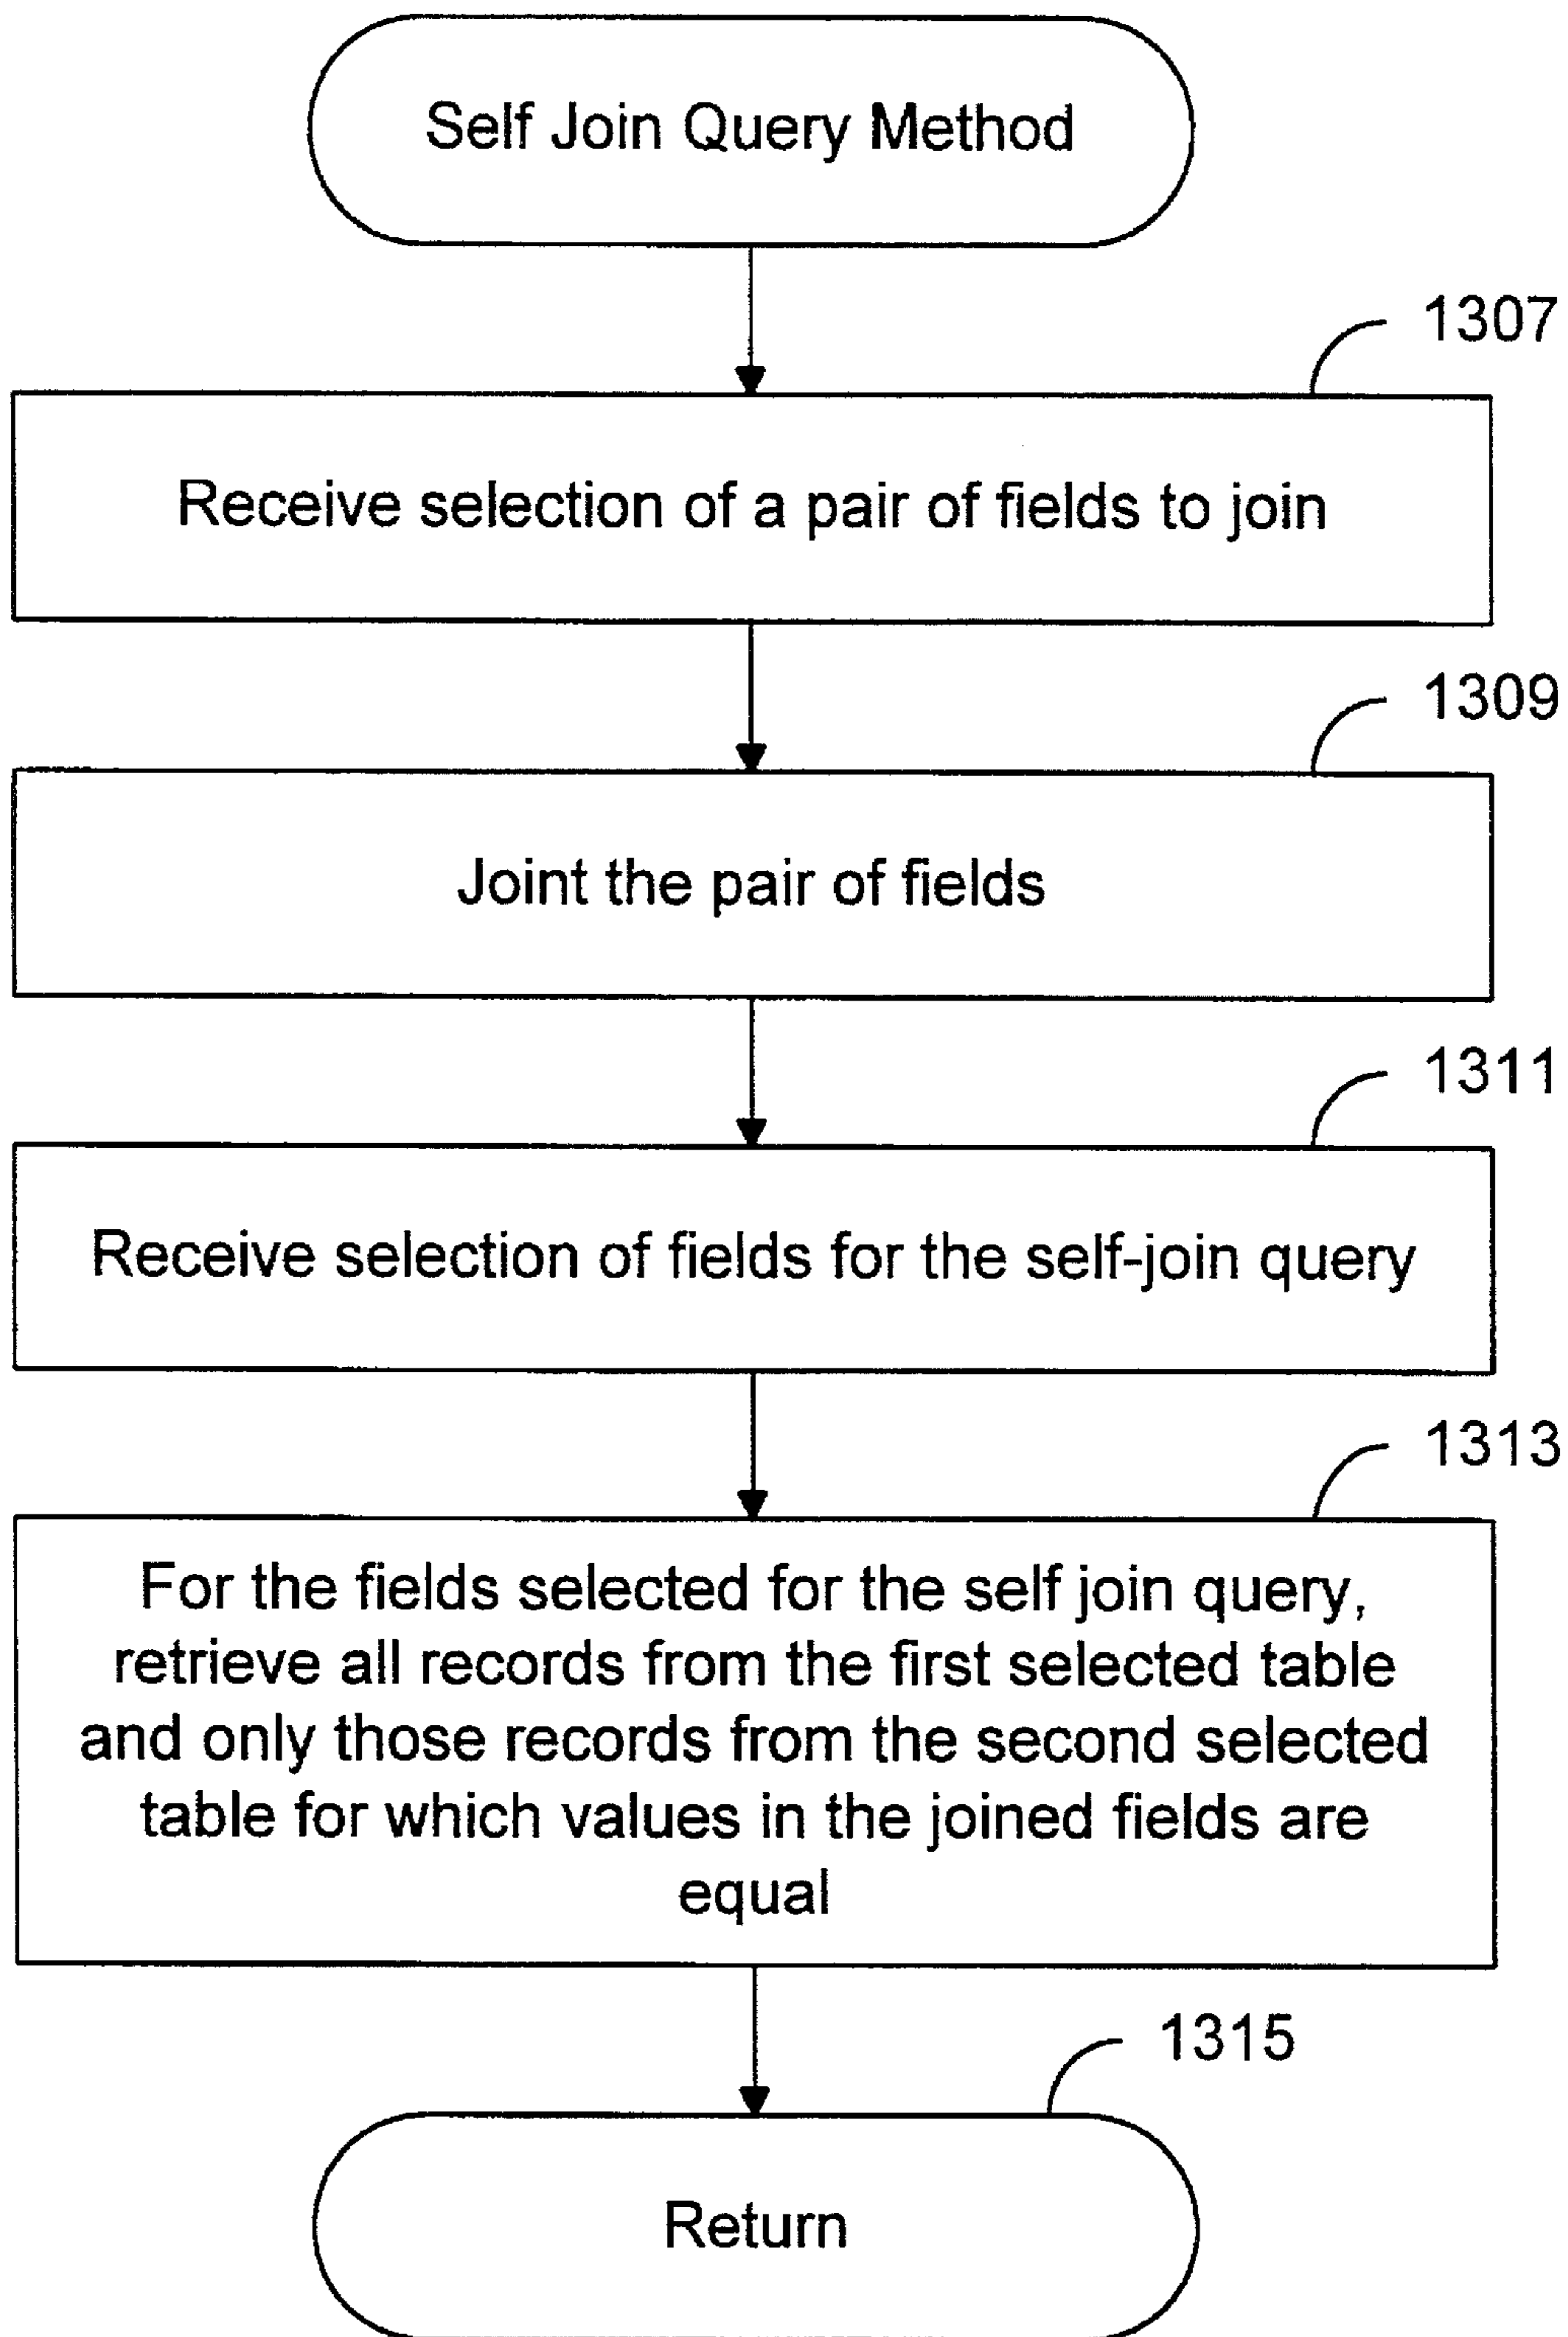 Self Join Query Method
1307
Receive selection of a pair of fields to join
1309
Joint the pair of fields
1311
Receive selection of fields for the self-join query
1313
For the fields selected for the self join query,
retrieve all records from the first selected table
and only those records from the second selected
table for which values in the joined fields are
equal
1315
Return